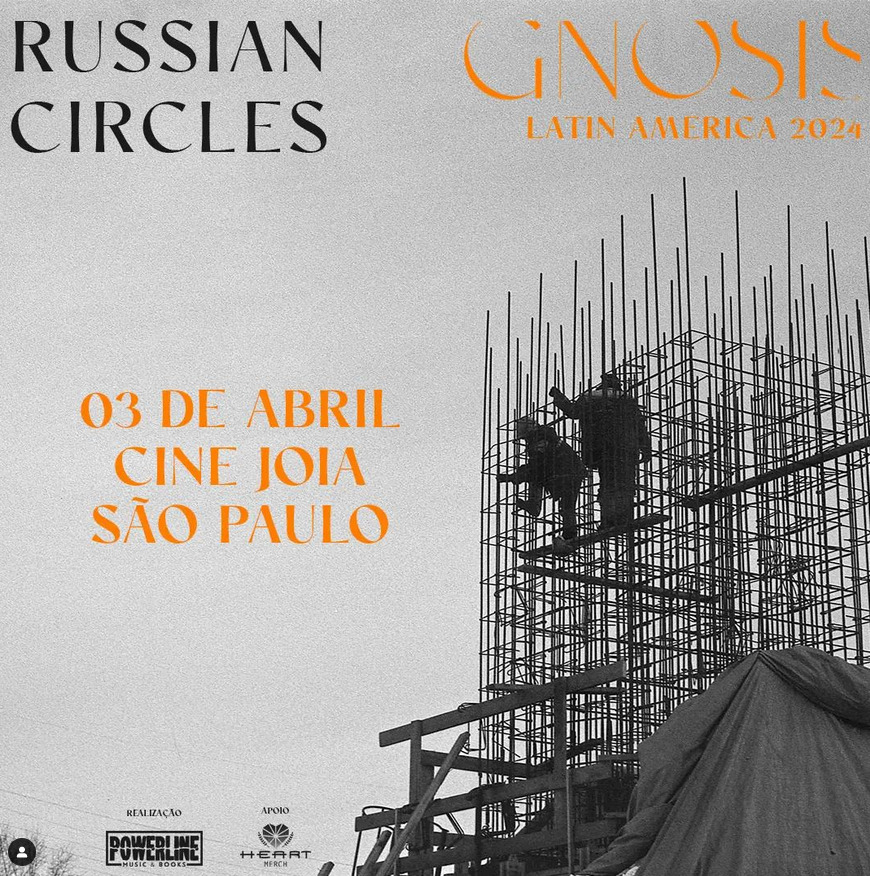 RUSSIAN
CIRCLES
GNOSIS
LATIN AMERICA 2024
03 DE ABRIL
CINE JOIA
SÃO PAULO
REALIZAÇÃO
POWERLINE
MUSIC & BOOKS
APOIO
HEART
MERCH